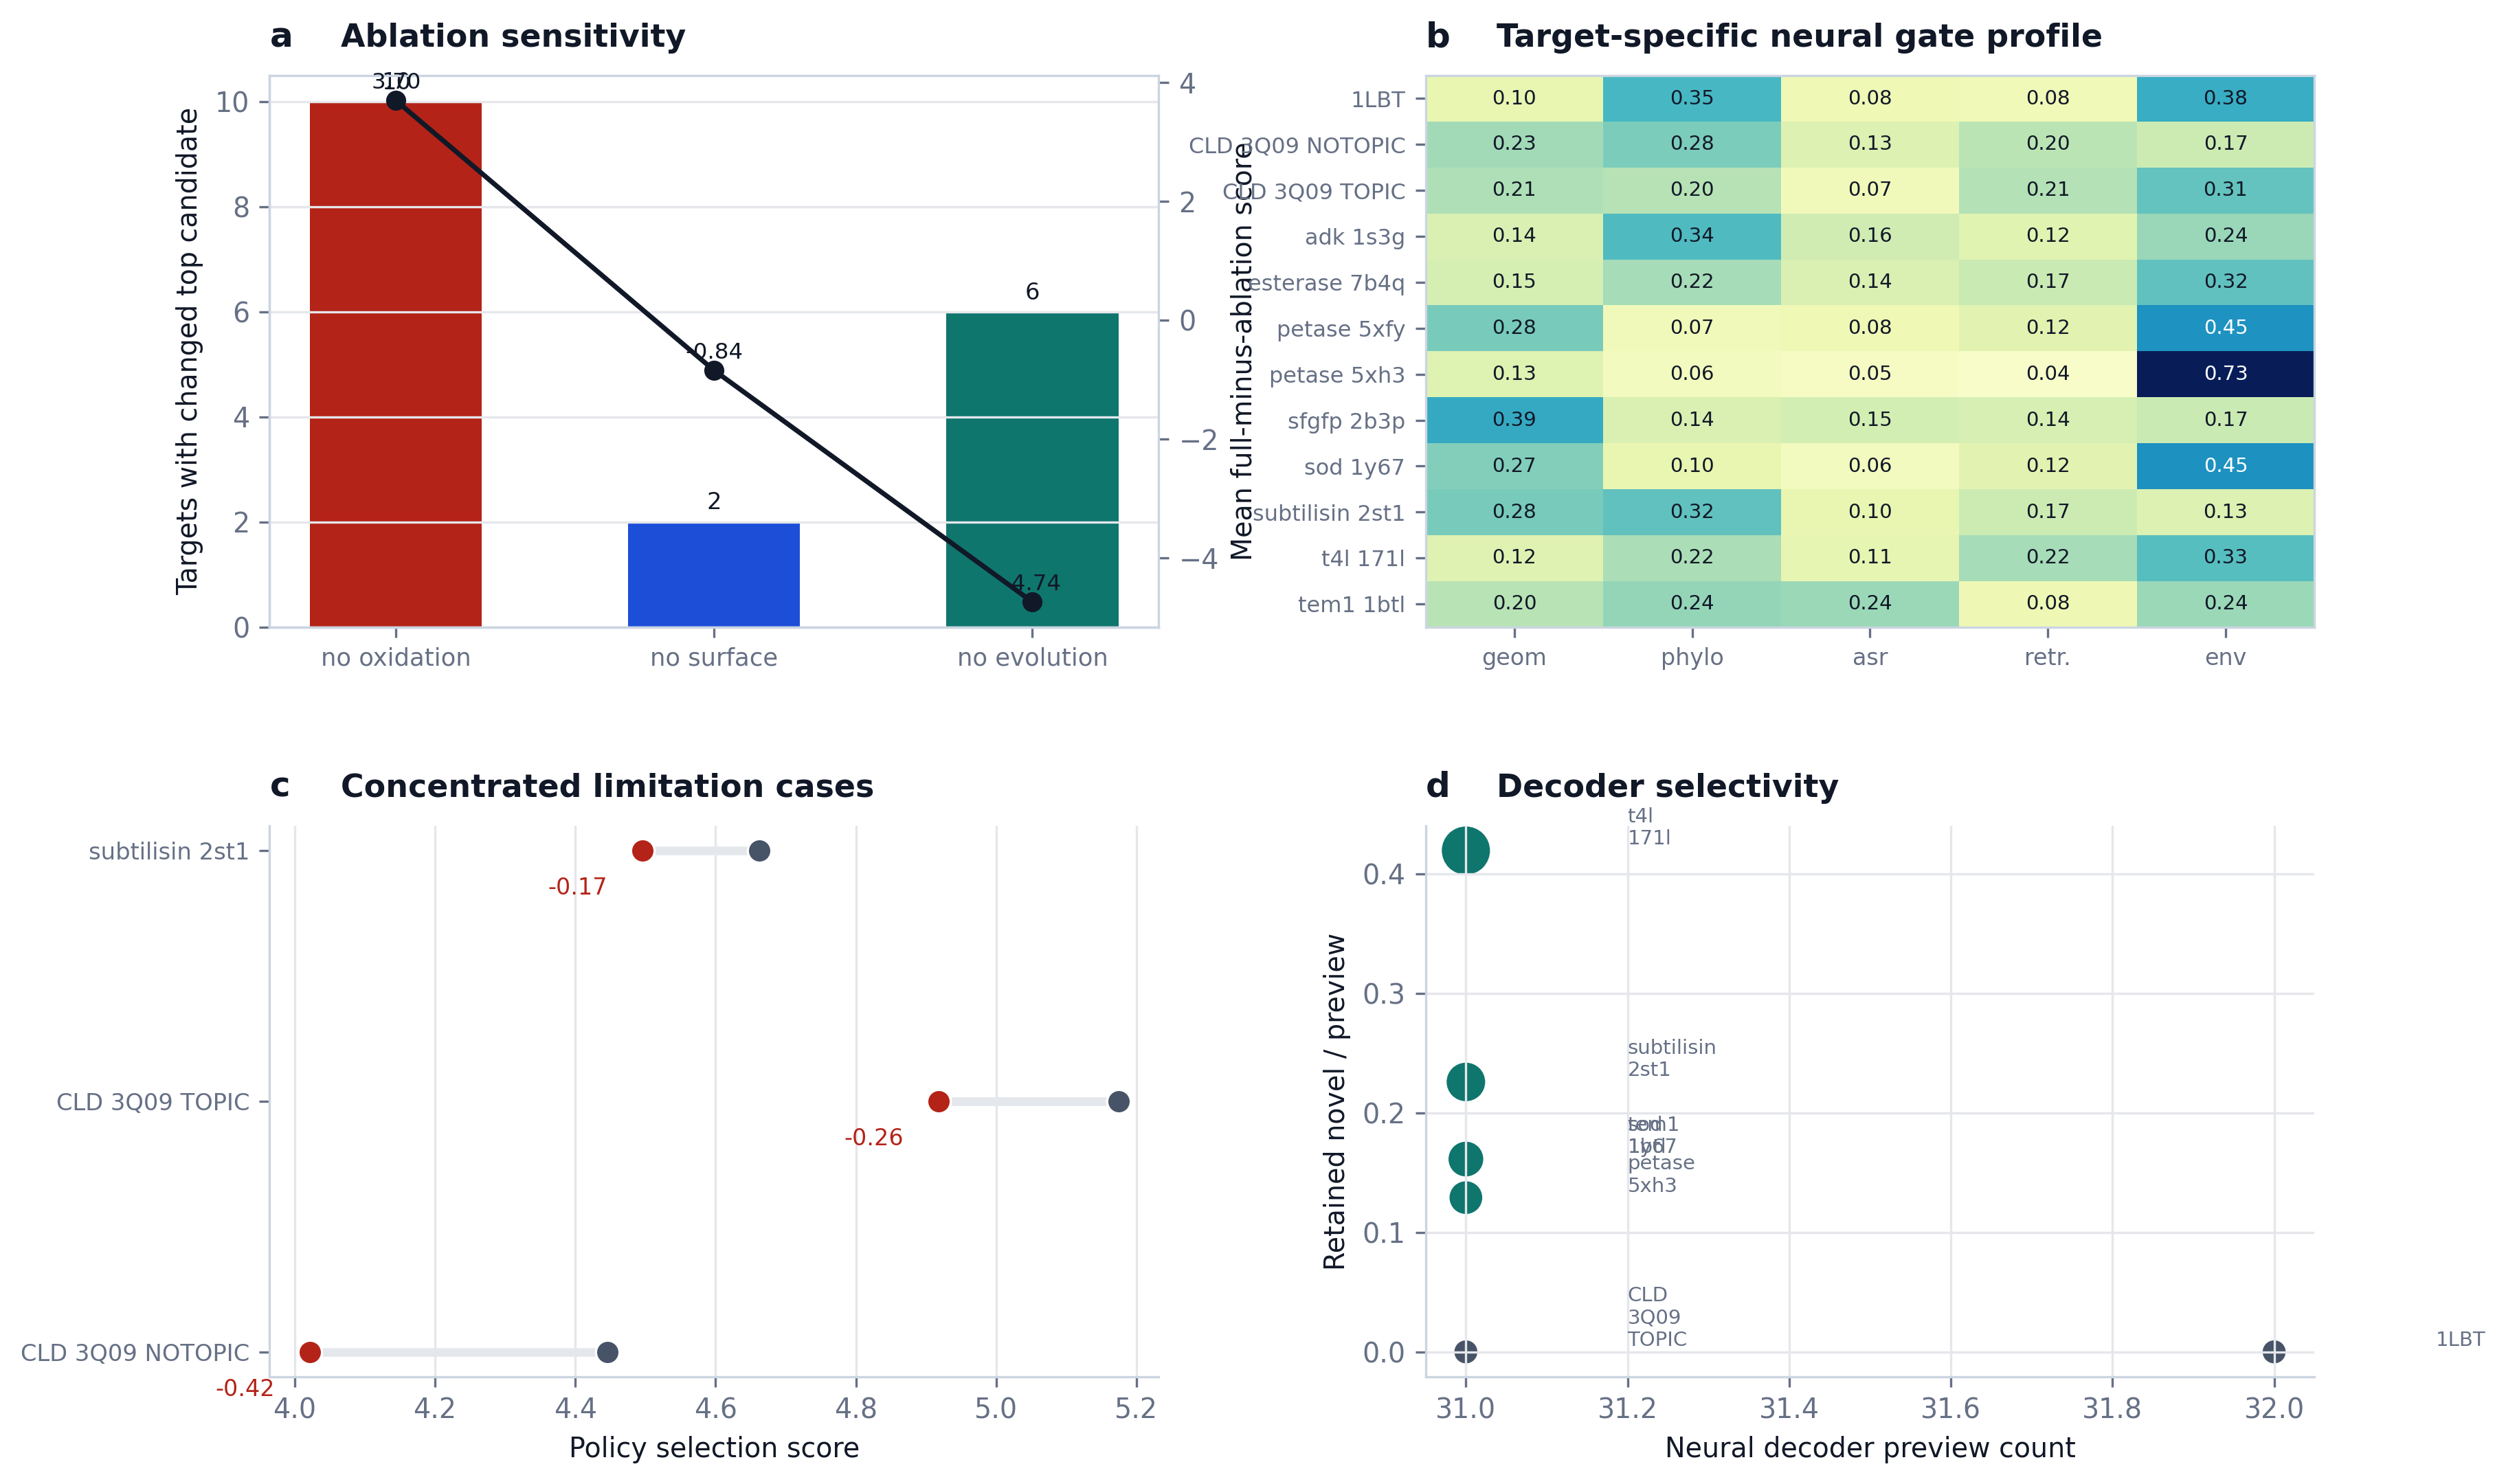 a Ablation sensitivity
Targets with changed top candidate
10
8
6
4
2
0
3.70
10
-0.84
2
6
-4.74
4
2
0
−2
−4
Mean full-minus-ablation score
no oxidation no surface no evolution
b Target-specific neural gate profile
1LBT 0.10 0.35 0.08 0.08 0.38
CLD 3Q09 NOTOPIC 0.23 0.28 0.13 0.20 0.17
CLD 3Q09 TOPIC 0.21 0.20 0.07 0.21 0.31
adk 1s3g 0.14 0.34 0.16 0.12 0.24
esterase 7b4q 0.15 0.22 0.14 0.17 0.32
petase 5xfy 0.28 0.07 0.08 0.12 0.45
petase 5xh3 0.13 0.06 0.05 0.04 0.73
sfgfp 2b3p 0.39 0.14 0.15 0.14 0.17
sod 1y67 0.27 0.10 0.06 0.12 0.45
subtilisin 2st1 0.28 0.32 0.10 0.17 0.13
t4l 171l 0.12 0.22 0.11 0.22 0.33
tem1 1btl 0.20 0.24 0.24 0.08 0.24
geom phylo asr retr. env
c Concentrated limitation cases
subtilisin 2st1
-0.17
CLD 3Q09 TOPIC
-0.26
CLD 3Q09 NOTOPIC
-0.42
4.0 4.2 4.4 4.6 4.8 5.0 5.2
Policy selection score
d Decoder selectivity
Retained novel / preview
0.4
0.3
0.2
0.1
0.0
t4l
171l
subtilisin
2st1
sod
1y67
tem1
1btl
petase
5xh3
CLD
3Q09
TOPIC
1LBT
31.0 31.2 31.4 31.6 31.8 32.0
Neural decoder preview count